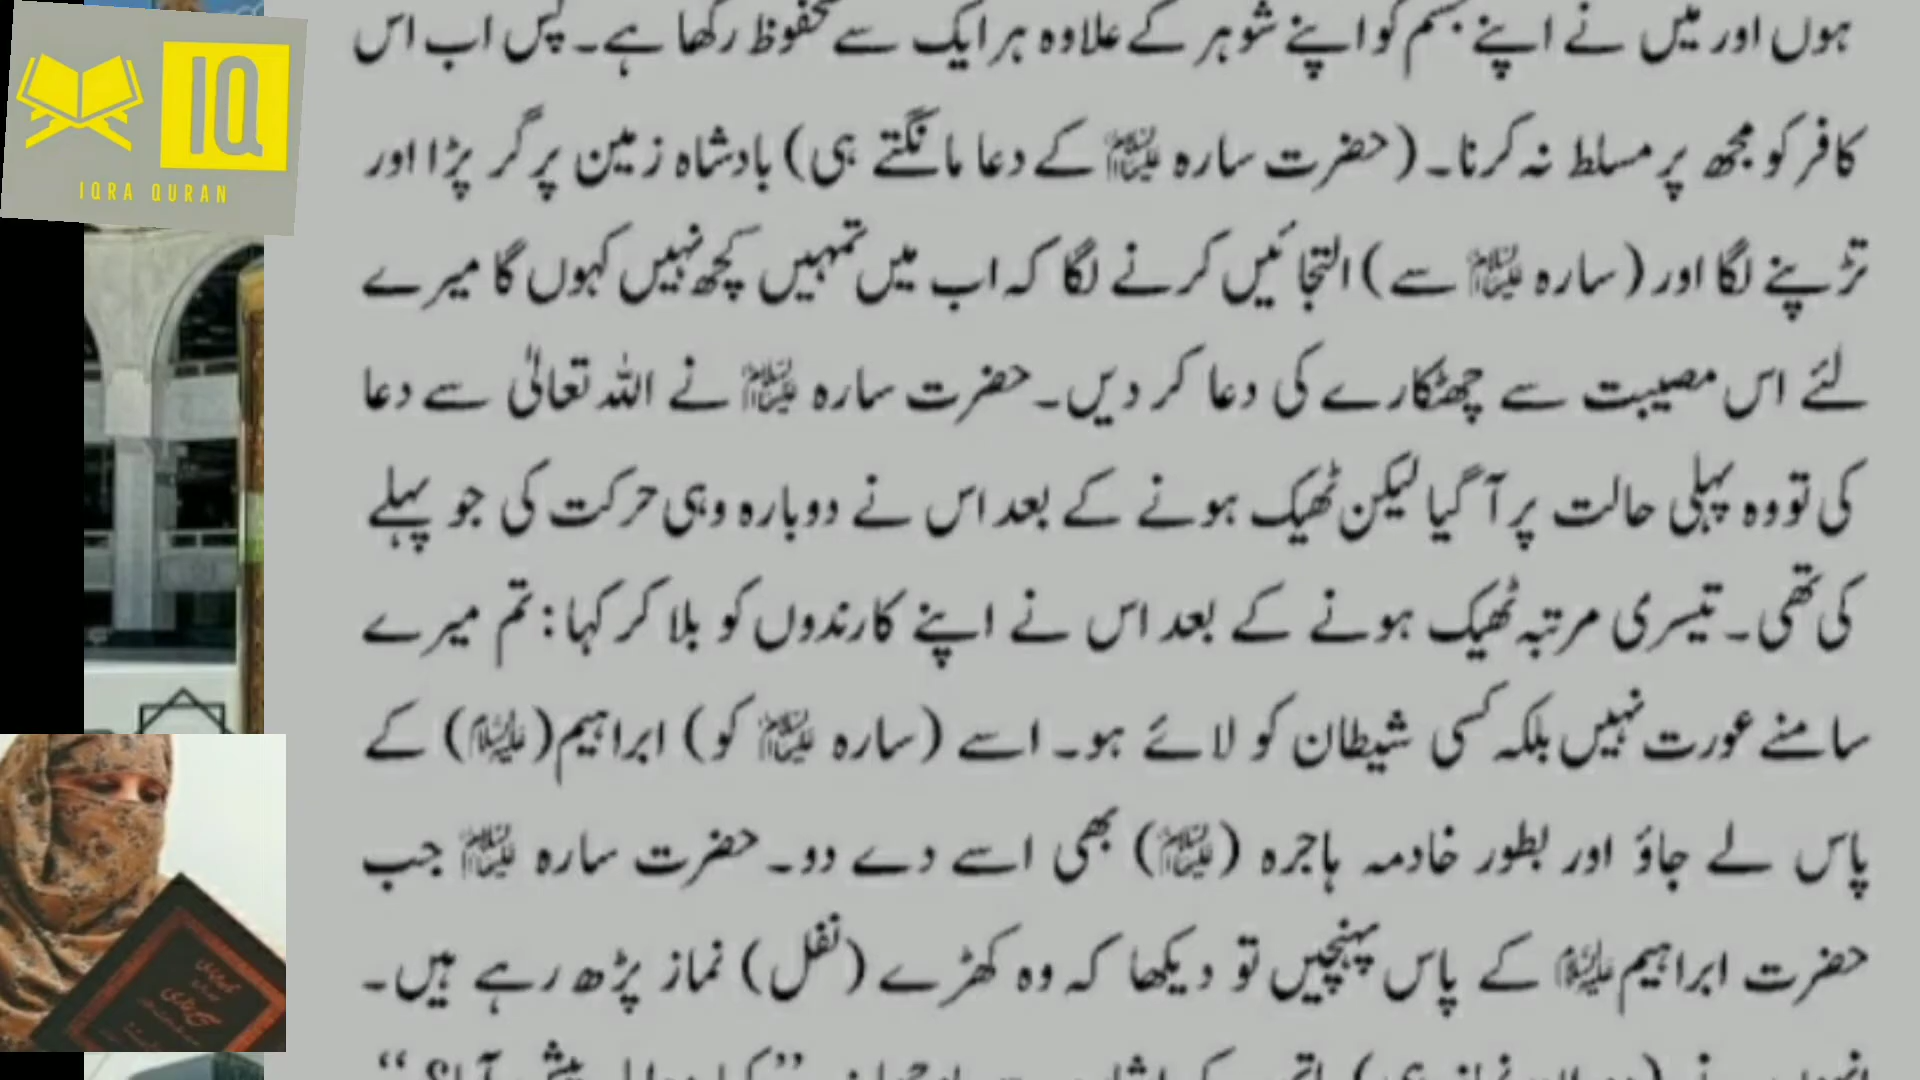 IQ
IQRA QURAN
ہوں اور میں نے اپنے جسم کو اپنے شوہر کے علاوہ ہر ایک سے محفوظ رکھا ہے۔ پس اب اس
کافر کو مجھ پر مسلط نہ کرنا۔ (حضرت سارہ علیہا السلام کے دعا مانگتے ہی) بادشاہ زمین پر گر پڑا اور
تڑپنے لگا اور (سارہ علیہا السلام سے) التجائیں کرنے لگا کہ اب میں تمہیں کچھ نہیں کہوں گا میرے
لئے اس مصیبت سے چھٹکارے کی دعا کر دیں۔ حضرت سارہ علیہا السلام نے اللہ تعالیٰ سے دعا
کی تو وہ پہلی حالت پر آ گیا لیکن ٹھیک ہونے کے بعد اس نے دوبارہ وہی حرکت کی جو پہلے
کی تھی۔ تیسری مرتبہ ٹھیک ہونے کے بعد اس نے اپنے کارندوں کو بلا کر کہا: تم میرے
سامنے عورت نہیں بلکہ کسی شیطان کو لائے ہو۔ اسے (سارہ علیہا السلام کو) ابراہیم (علیہ السلام) کے
پاس لے جاؤ اور بطور خادمہ ہاجرہ (علیہا السلام) بھی اسے دے دو۔ حضرت سارہ علیہا السلام جب
حضرت ابراہیم علیہ السلام کے پاس پہنچیں تو دیکھا کہ وہ کھڑے (نفل) نماز پڑھ رہے ہیں۔